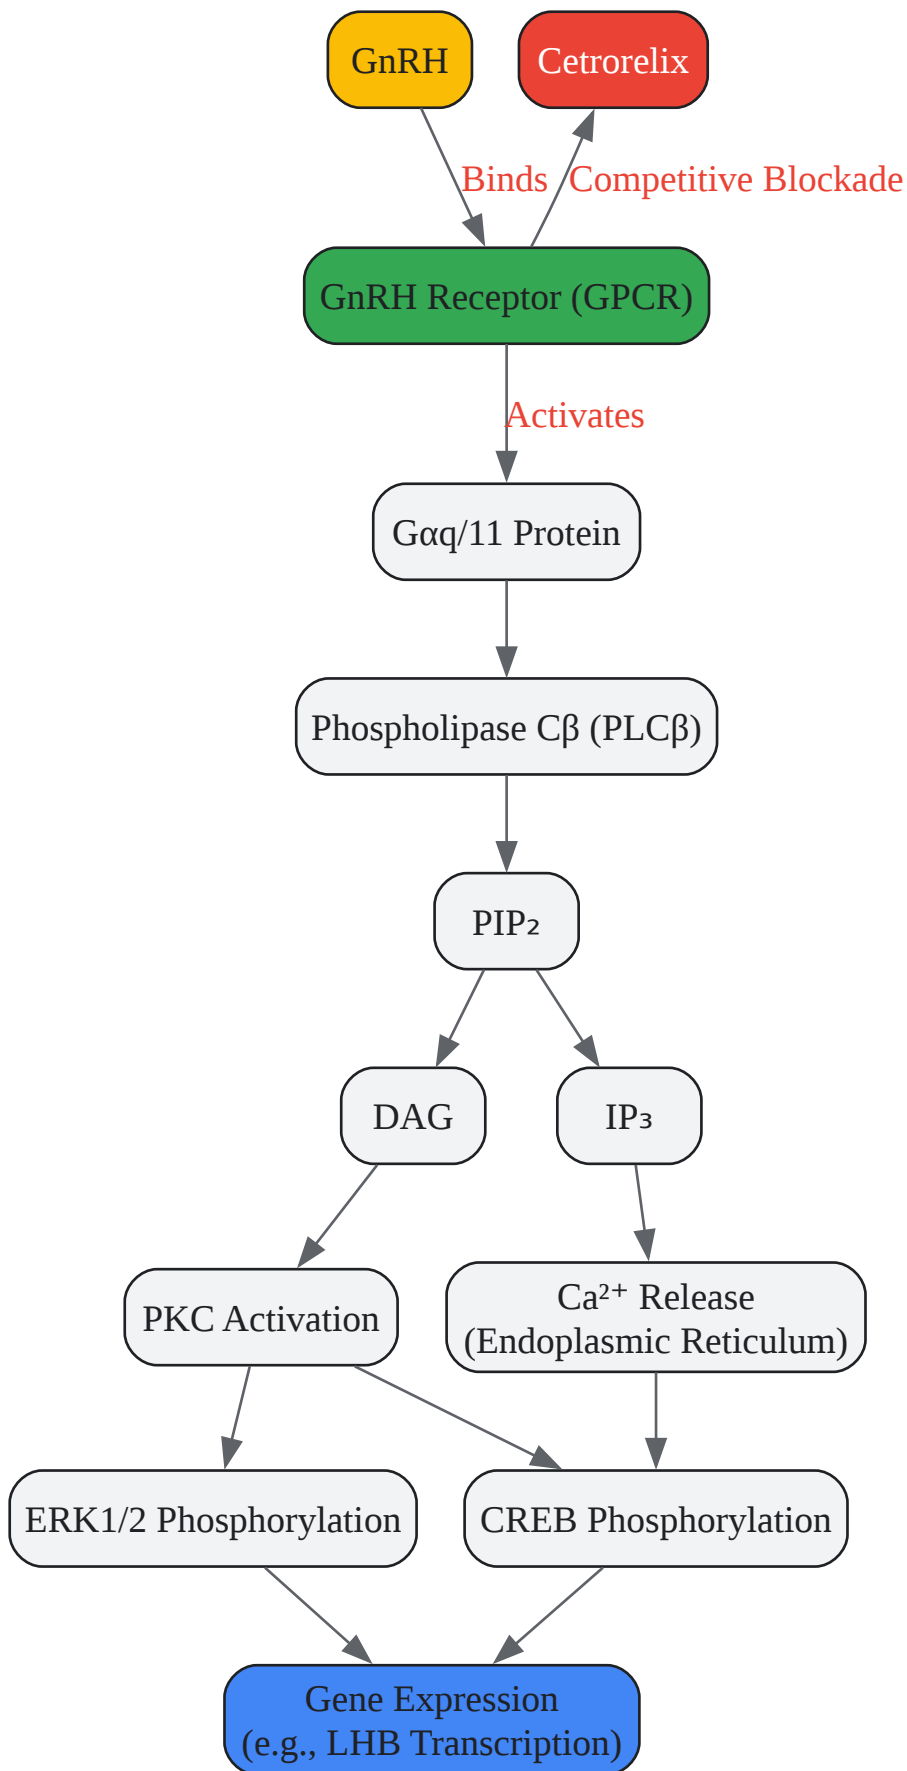 GnRH
Cetrorelix
Binds
Competitive Blockade
GnRH Receptor (GPCR)
Activates
Gαq/11 Protein
Phospholipase Cβ (PLCβ)
PIP₂
DAG
IP₃
PKC Activation
Ca²⁺ Release
(Endoplasmic Reticulum)
ERK1/2 Phosphorylation
CREB Phosphorylation
Gene Expression
(e.g., LHB Transcription)